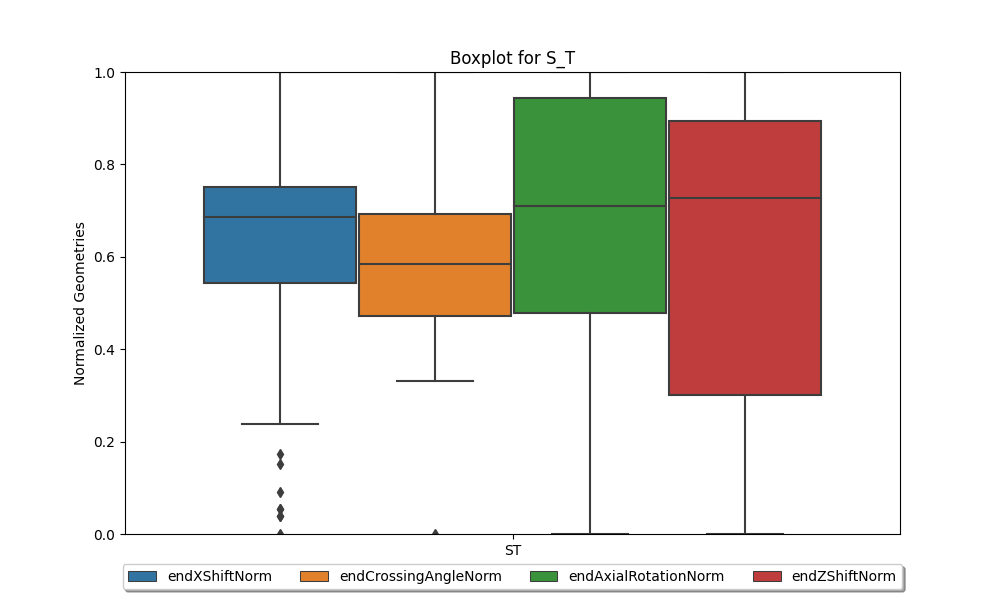 Boxplot for S_T
1.0
0.8
0.6
0.4
0.2
0.0
Normalized Geometries
ST
endXShiftNorm endCrossingAngleNorm endAxialRotationNorm endZShiftNorm